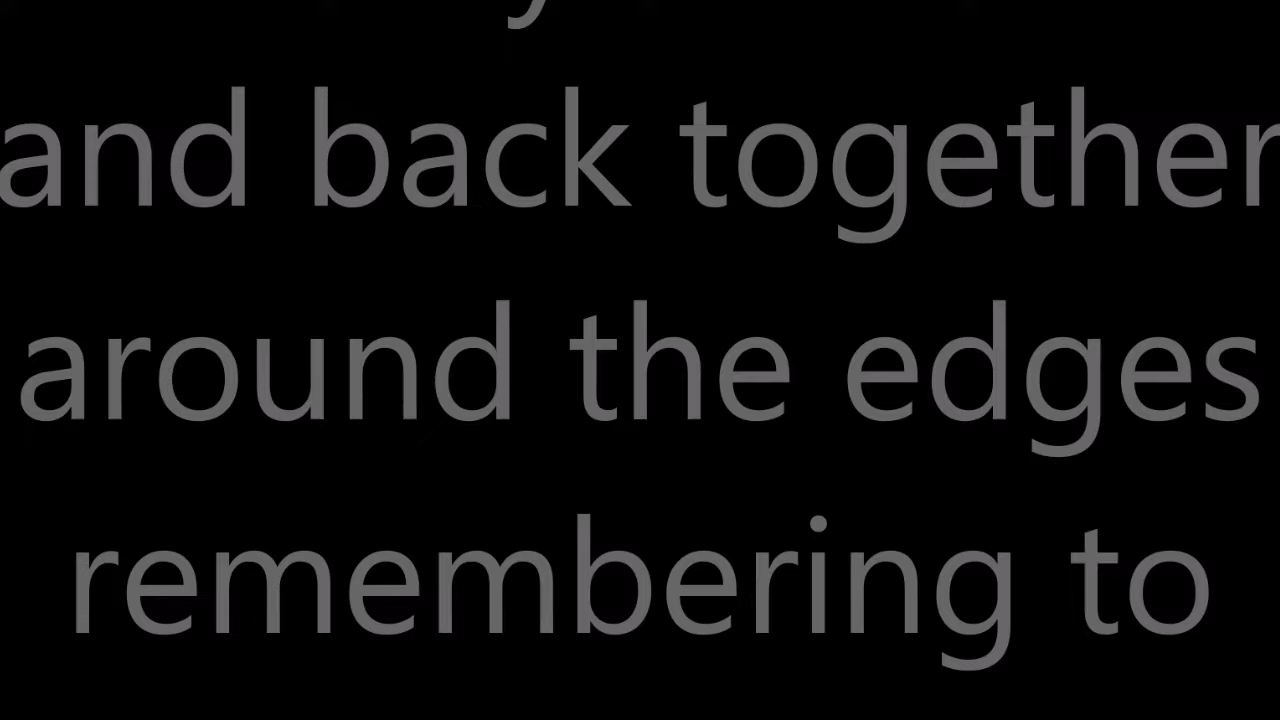 and back together
around the edges
remembering to